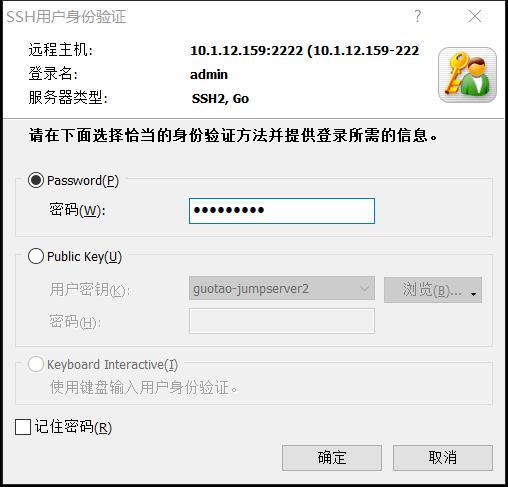 SSH用户身份验证
远程主机: 10.1.12.159:2222 (10.1.12.159-222
登录名: admin
服务器类型: SSH2, Go
请在下面选择恰当的身份验证方法并提供登录所需的信息。
Password(P)
密码(W): •••••••••
Public Key(U)
用户密钥(K): guotao-jumpserver2 浏览(B)...
密码(H):
Keyboard Interactive(I)
使用键盘输入用户身份验证。
记住密码(R)
确定 取消